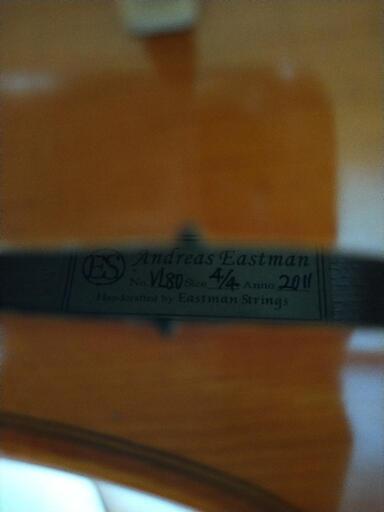 ES Andreas Eastman
No. VL80 Size 4/4 Anno 2011
Handcrafted by Eastman Strings